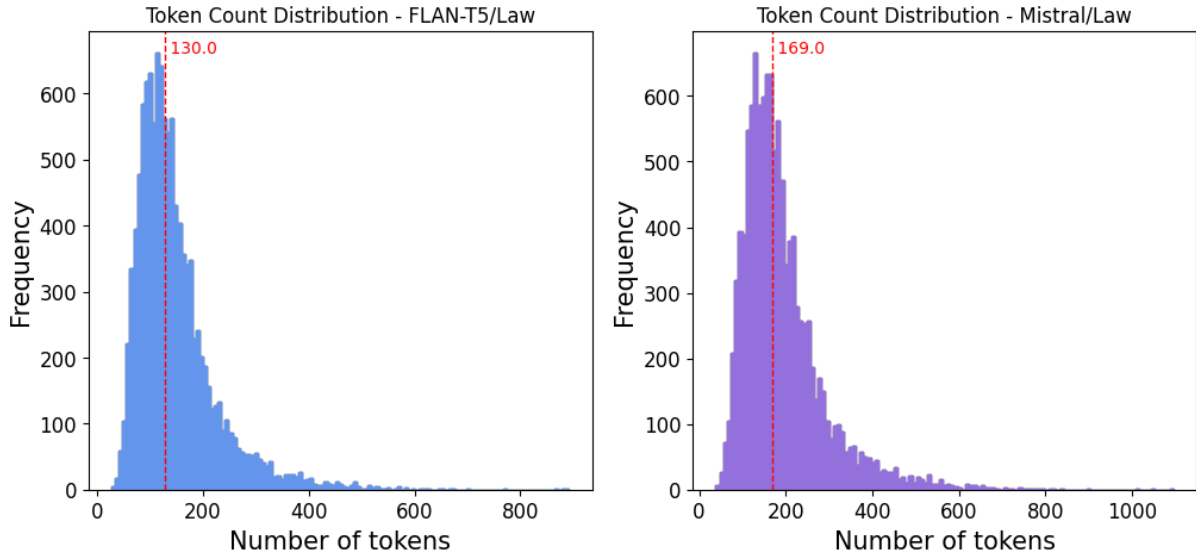 Token Count Distribution - FLAN-T5/Law
130.0
600
500
400
300
200
100
0
Frequency
0 200 400 600 800
Number of tokens
Token Count Distribution - Mistral/Law
169.0
600
500
400
300
200
100
0
Frequency
0 200 400 600 800 1000
Number of tokens